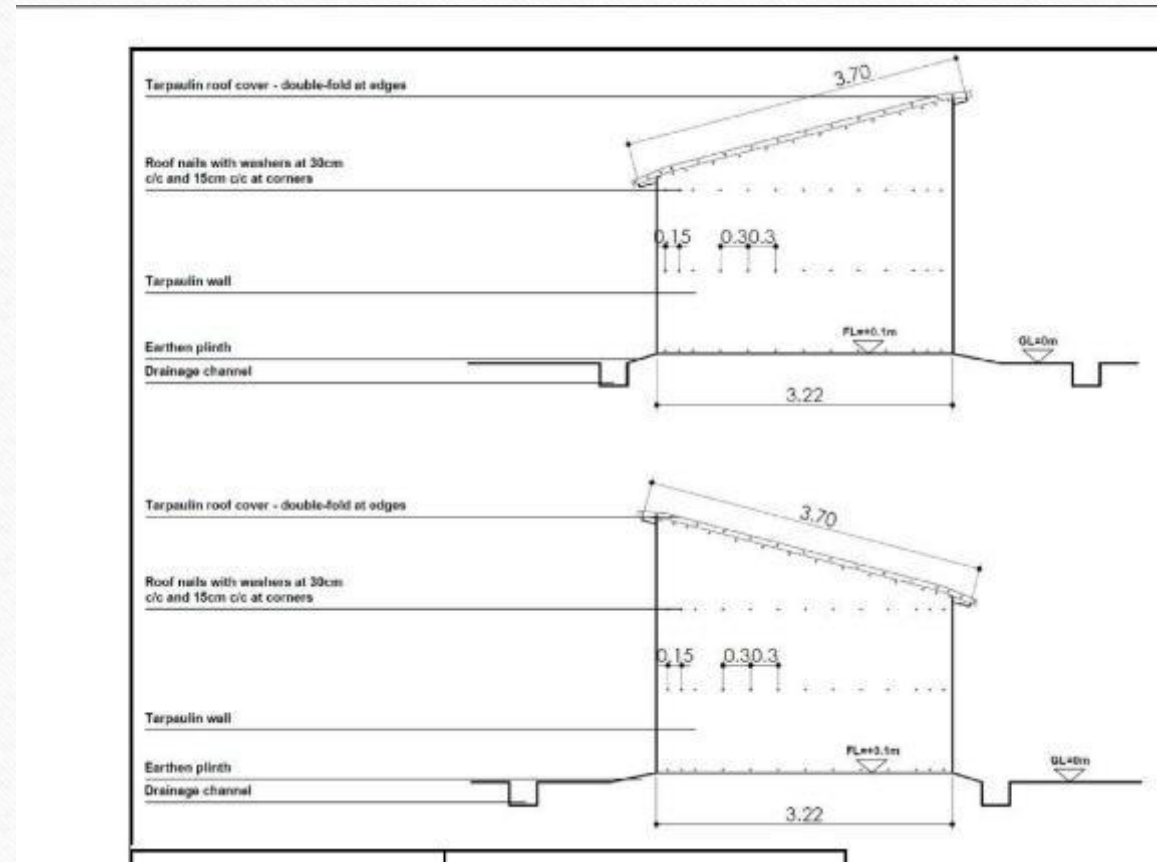 Tarpaulin roof cover - double-fold at edges
3.70
Roof nails with washers at 30cm
c/c and 15cm c/c at corners
0.15 0.30 0.3
Tarpaulin wall
FL=+0.1m
GL=0m
Earthen plinth
Drainage channel
3.22
Tarpaulin roof cover - double-fold at edges
3.70
Roof nails with washers at 30cm
c/c and 15cm c/c at corners
0.15 0.30 0.3
Tarpaulin wall
FL=+0.1m
GL=0m
Earthen plinth
Drainage channel
3.22